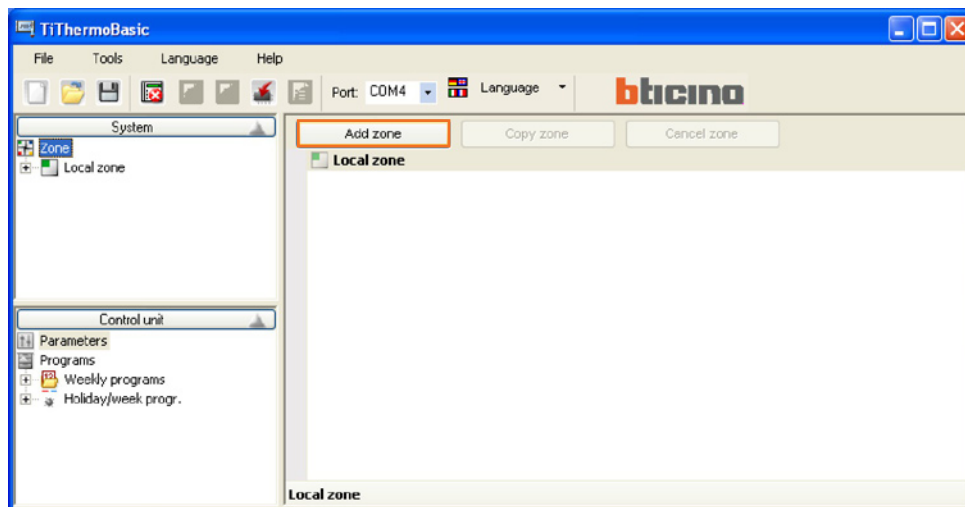 TiThermoBasic
File Tools Language Help
Port: COM4 Language bticino
System
Zone
Local zone
Control unit
Parameters
Programs
Weekly programs
Holiday/week progr.
Add zone Copy zone Cancel zone
Local zone
Local zone